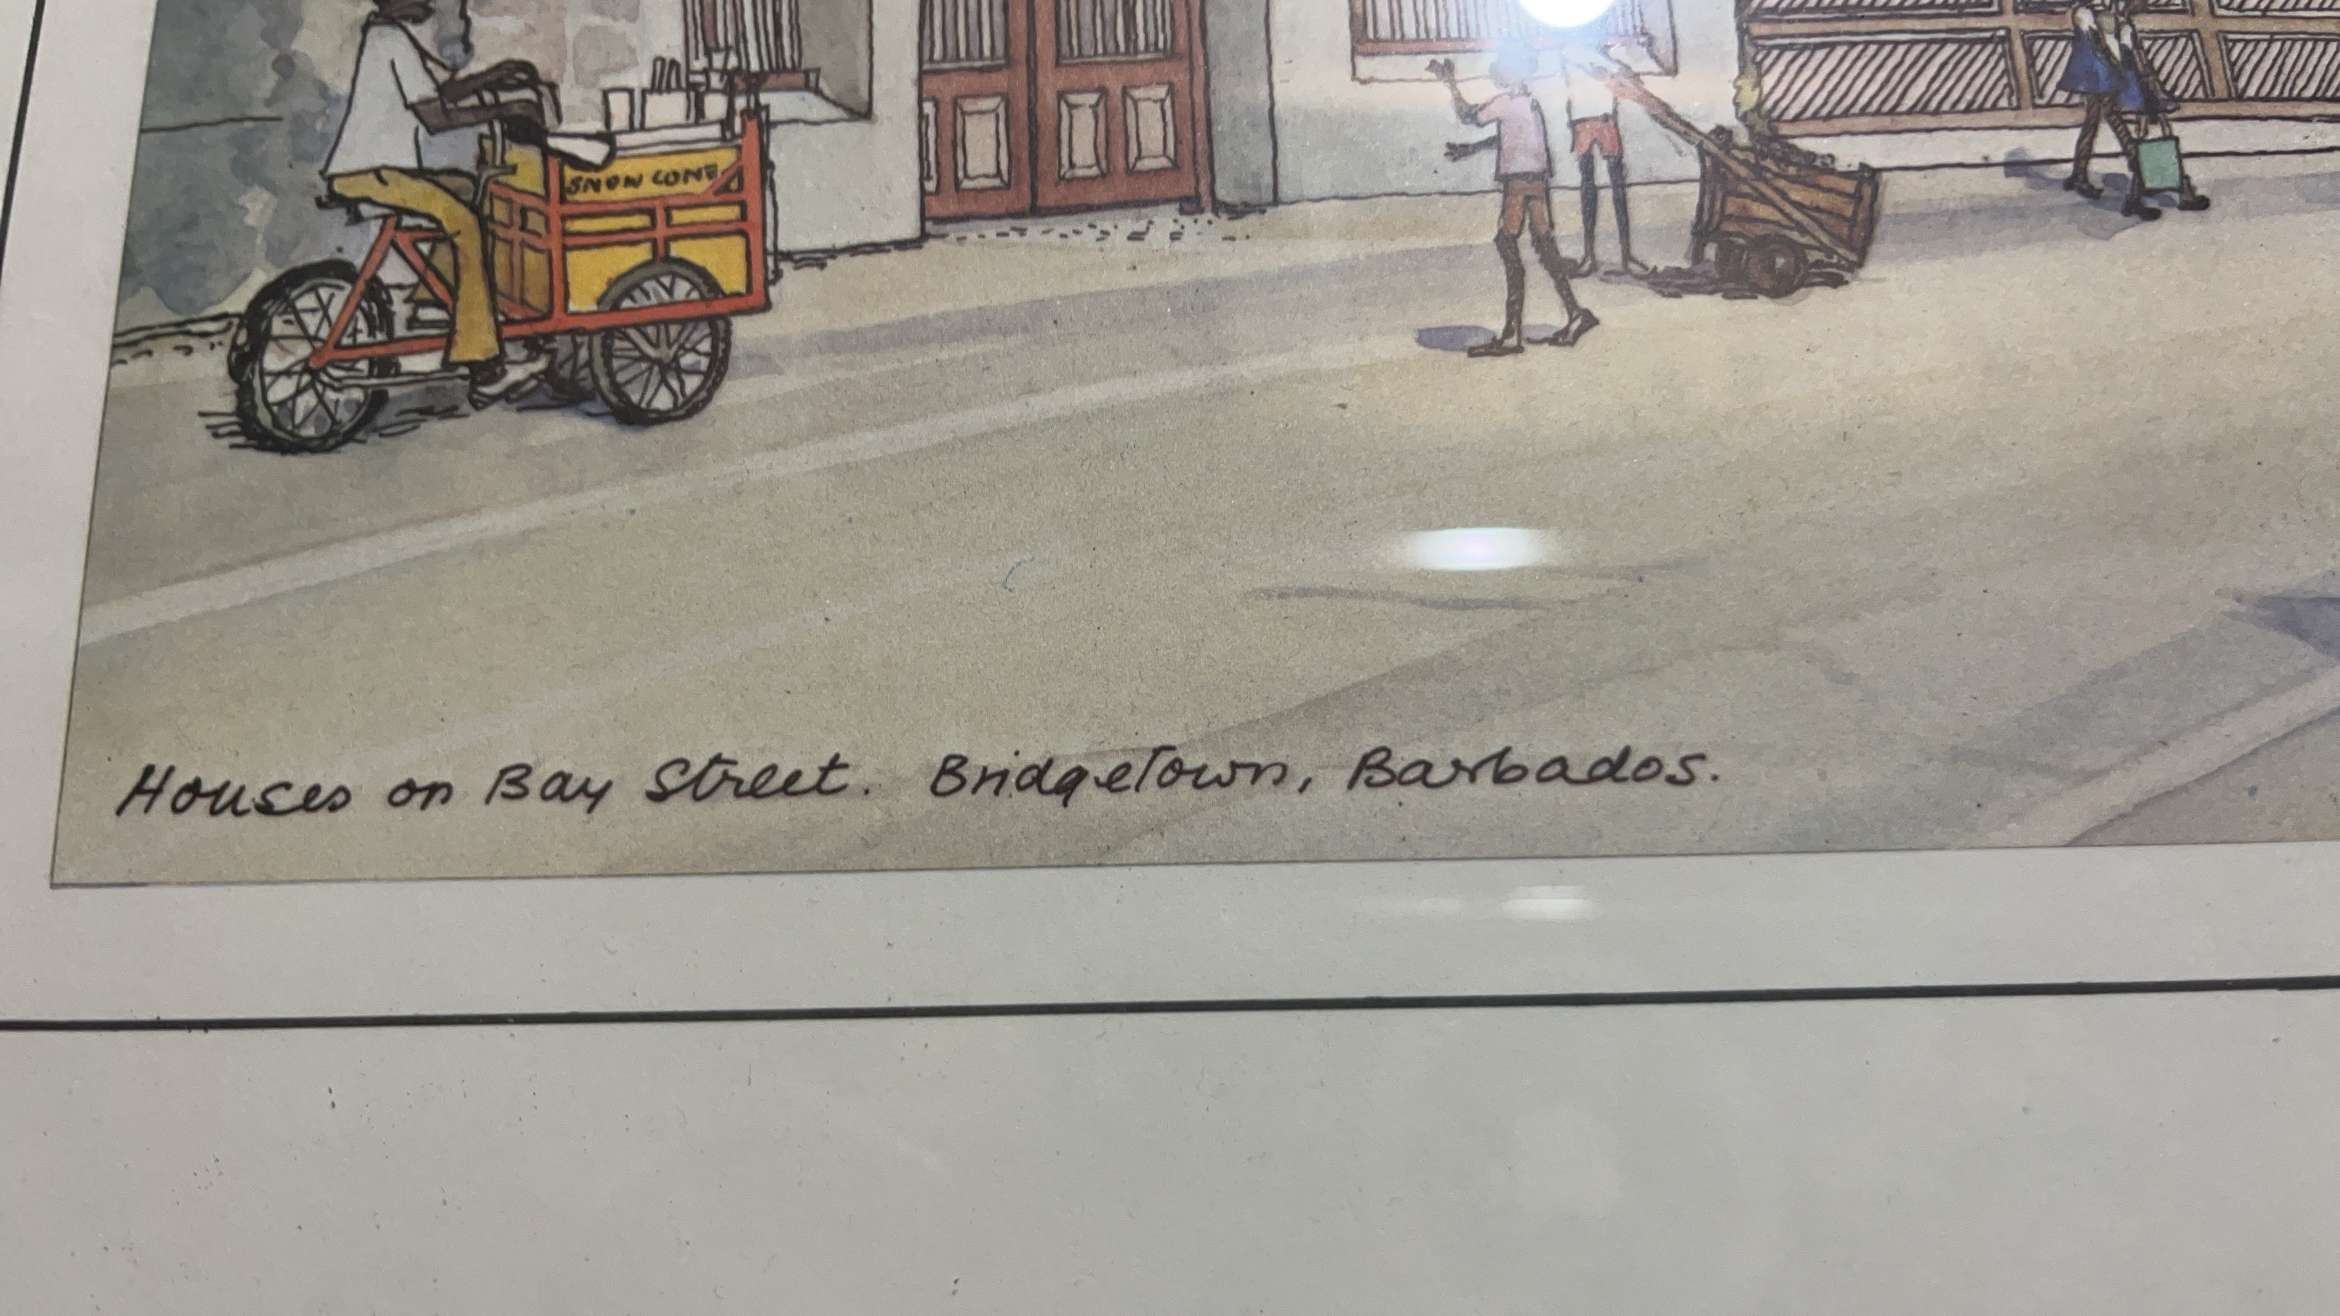 SNOW CONE
Houses on Bay Street. Bridgetown, Barbados.